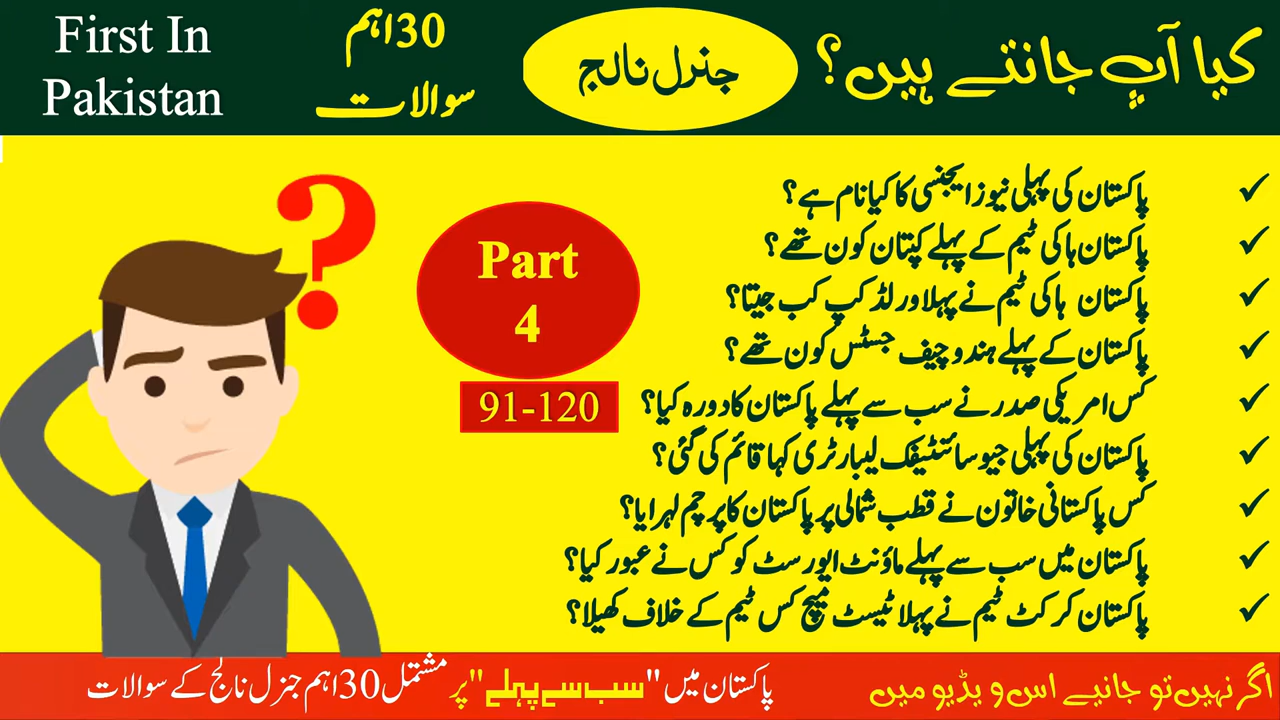 کیا آپ جانتے ہیں؟
جنرل نالج
30 اہم
سوالات
First In
Pakistan
پاکستان کی پہلی نیوز ایجنسی کا کیا نام ہے؟
پاکستان ہاکی ٹیم کے پہلے کپتان کون تھے؟
پاکستان ہاکی ٹیم نے پہلا ورلڈ کپ کب جیتا؟
پاکستان کے پہلے ہندو چیف جسٹس کون تھے؟
کس امریکی صدر نے سب سے پہلے پاکستان کا دورہ کیا؟
پاکستان کی پہلی جیو سائنٹیفک لیبارٹری کہا قائم کی گئی؟
کس پاکستانی خاتون نے قطب شمالی پر پاکستان کا پرچم لہرایا؟
پاکستان میں سب سے پہلے ماؤنٹ ایورسٹ کو کس نے عبور کیا؟
پاکستان کرکٹ ٹیم نے پہلا ٹیسٹ میچ کس ٹیم کے خلاف کھیلا؟
Part
4
91-120
?
اگر نہیں تو جانیے اس ویڈیو میں
پاکستان میں "سب سے پہلے" پر مشتمل 30 اہم جنرل نالج کے سوالات